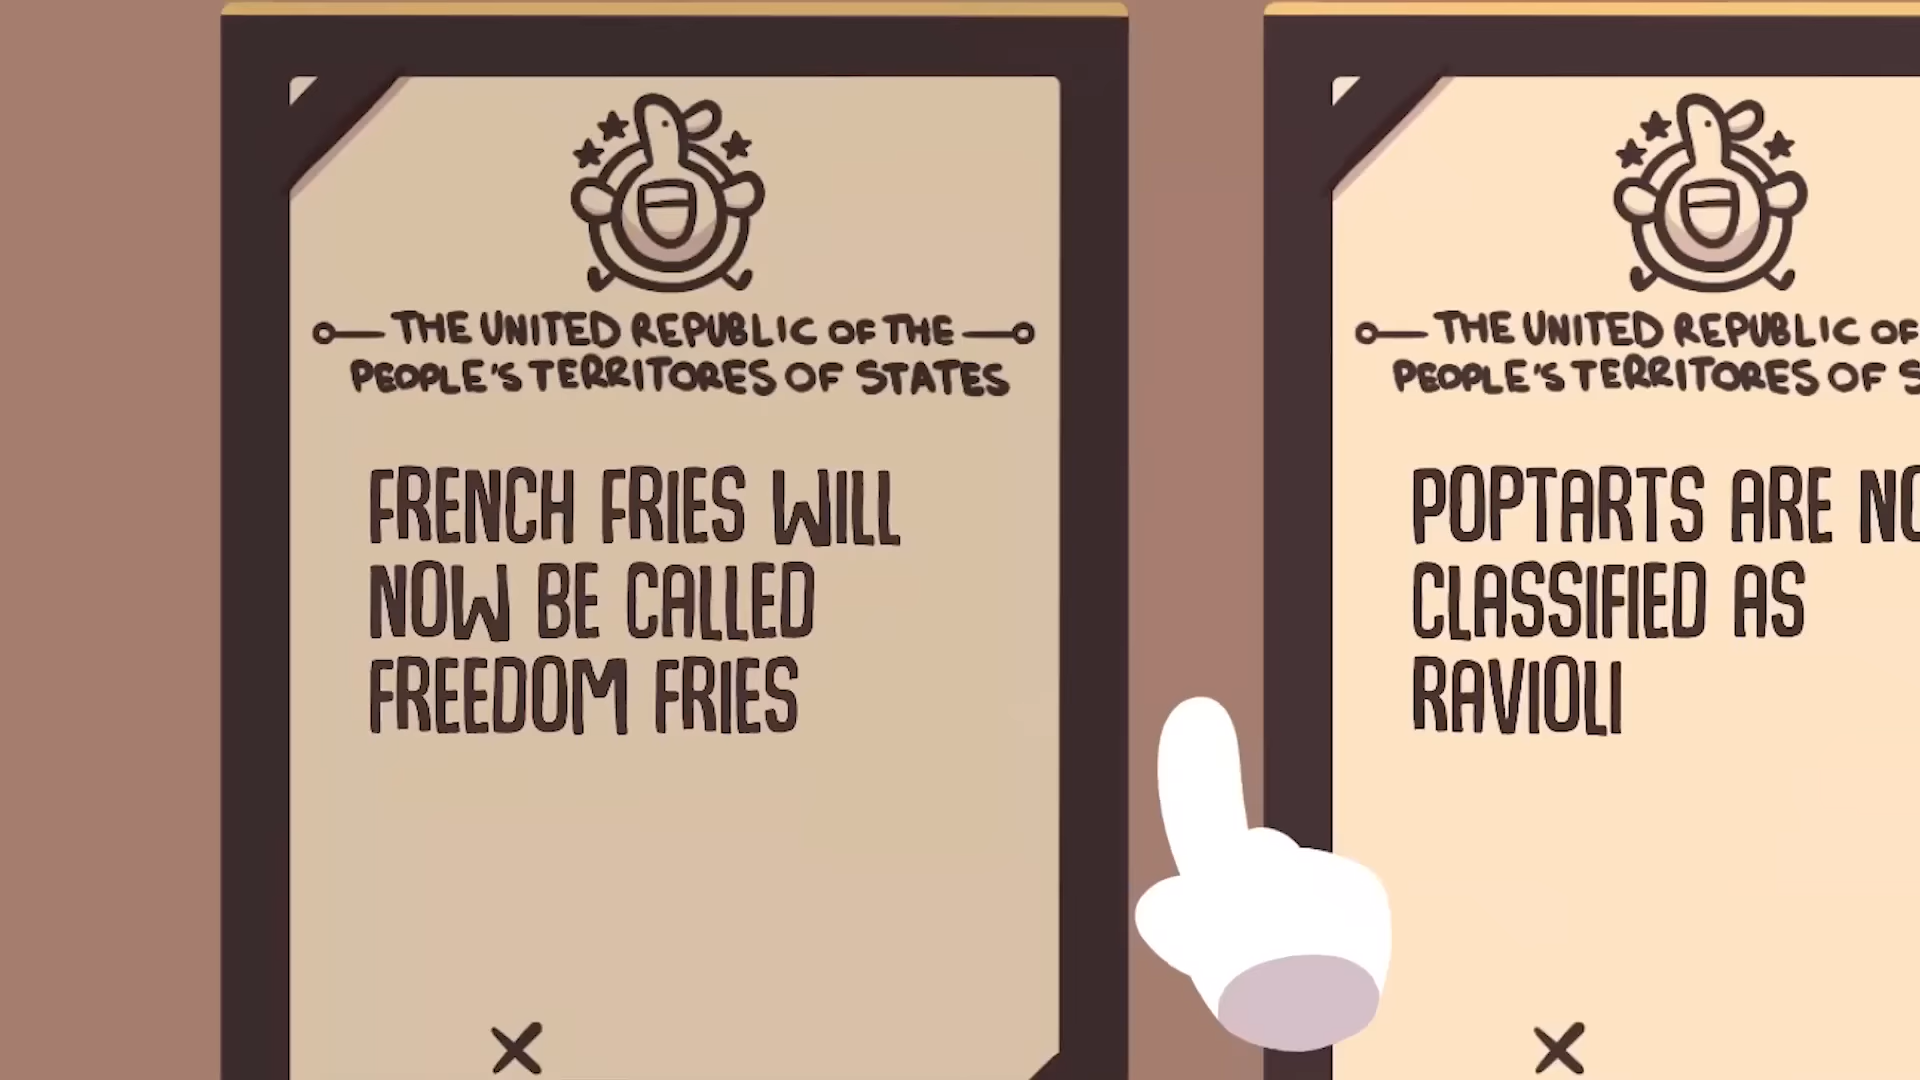 THE UNITED REPUBLIC OF THE
PEOPLE'S TERRITORES OF STATES
FRENCH FRIES WILL
NOW BE CALLED
FREEDOM FRIES
THE UNITED REPUBLIC OF
PEOPLE'S TERRITORES OF
POPTARTS ARE
CLASSIFIED AS
RAVIOLI